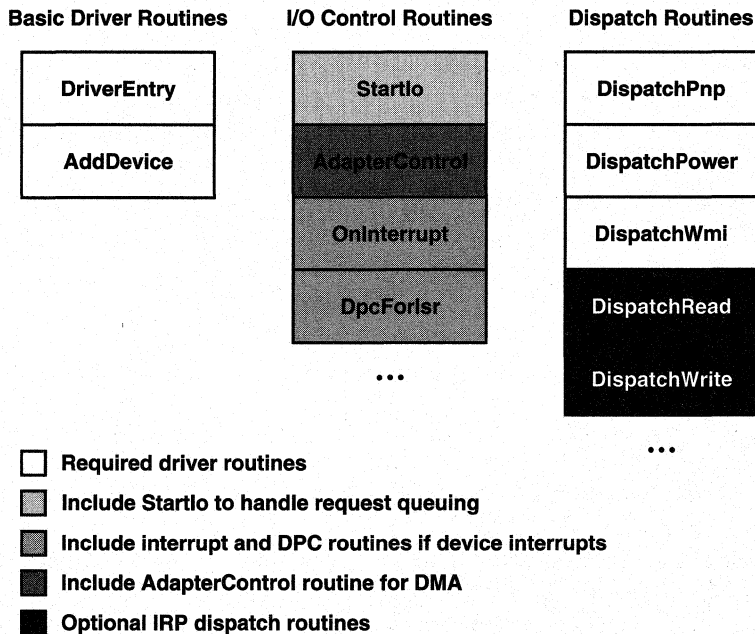 Basic Driver Routines
I/O Control Routines
Dispatch Routines
DriverEntry
AddDevice
StartIo
AdapterControl
OnInterrupt
DpcForIsr
...
DispatchPnp
DispatchPower
DispatchWmi
DispatchRead
DispatchWrite
...
Required driver routines
Include StartIo to handle request queuing
Include interrupt and DPC routines if device interrupts
Include AdapterControl routine for DMA
Optional IRP dispatch routines